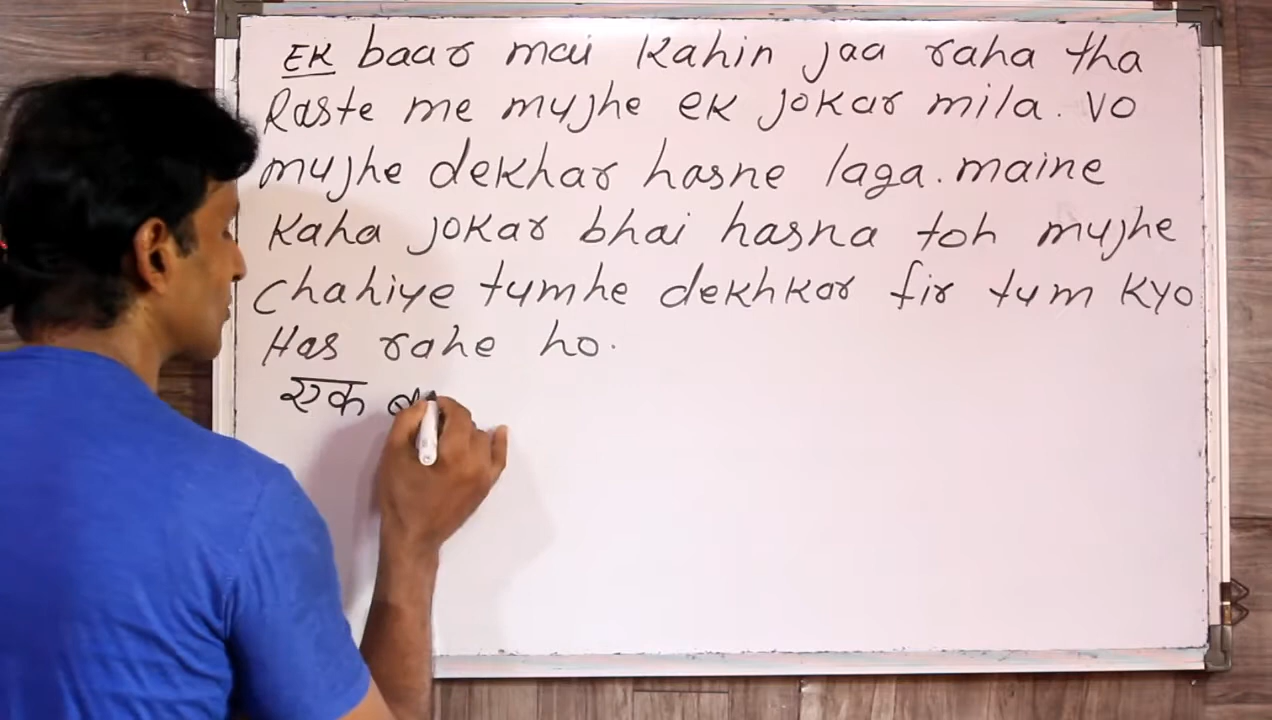 EK baar mai kahin jaa raha tha
Raste me mujhe ek jokar mila. vo
mujhe dekhar hasne laga. maine
kaha jokar bhai hasna toh mujhe
chahiye tumhe dekhkar fir tum kyo
Has rahe ho.
एक